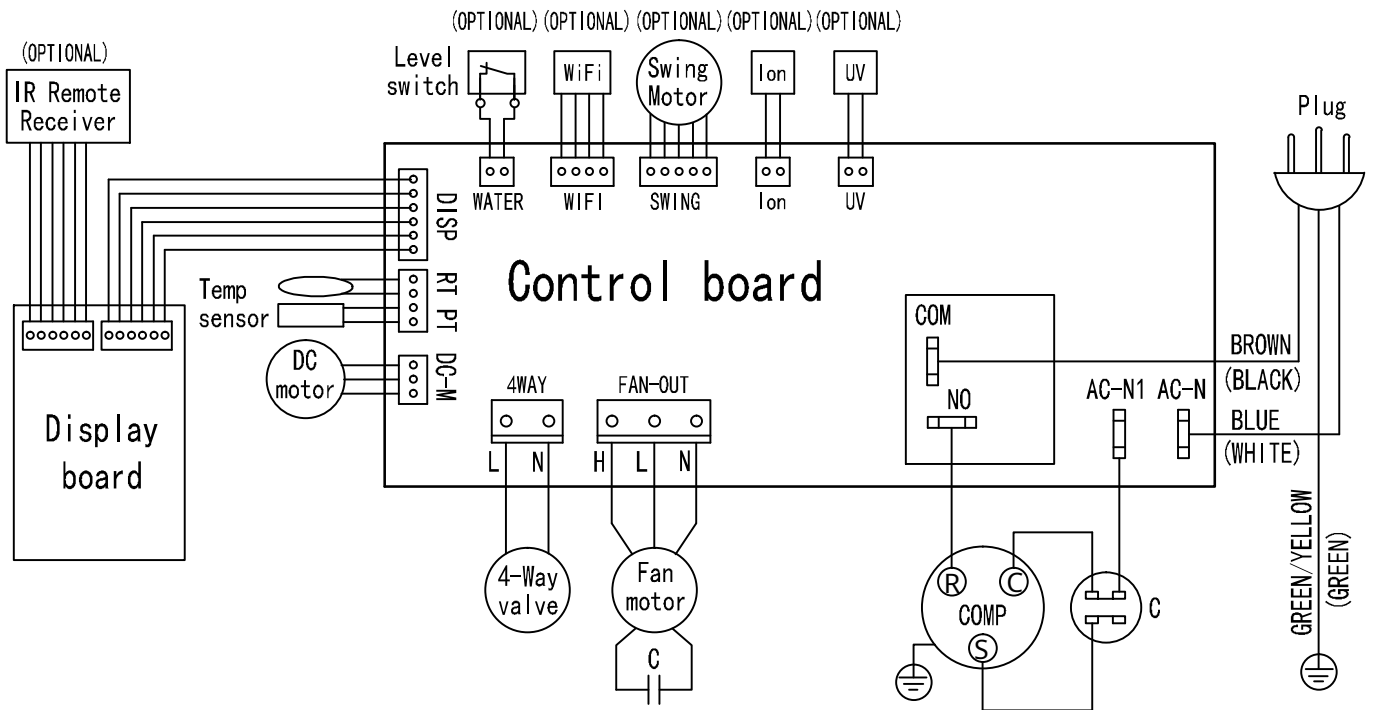 (OPTIONAL) (OPTIONAL) (OPTIONAL) (OPTIONAL) (OPTIONAL)
(OPTIONAL)
IR Remote
Receiver
Level
switch
WiFi
Swing
Motor
Ion
UV
Plug
WATER
WIFI
SWING
Ion
UV
DISP
Control board
Temp
sensor
RT
PT
DC
motor
DC-M
Display
board
4WAY
L N
FAN-OUT
H L N
COM
NO
AC-N1 AC-N
BROWN
(BLACK)
BLUE
(WHITE)
GREEN/YELLOW
(GREEN)
4-Way
valve
Fan
motor
C
R
C
COMP
S
C